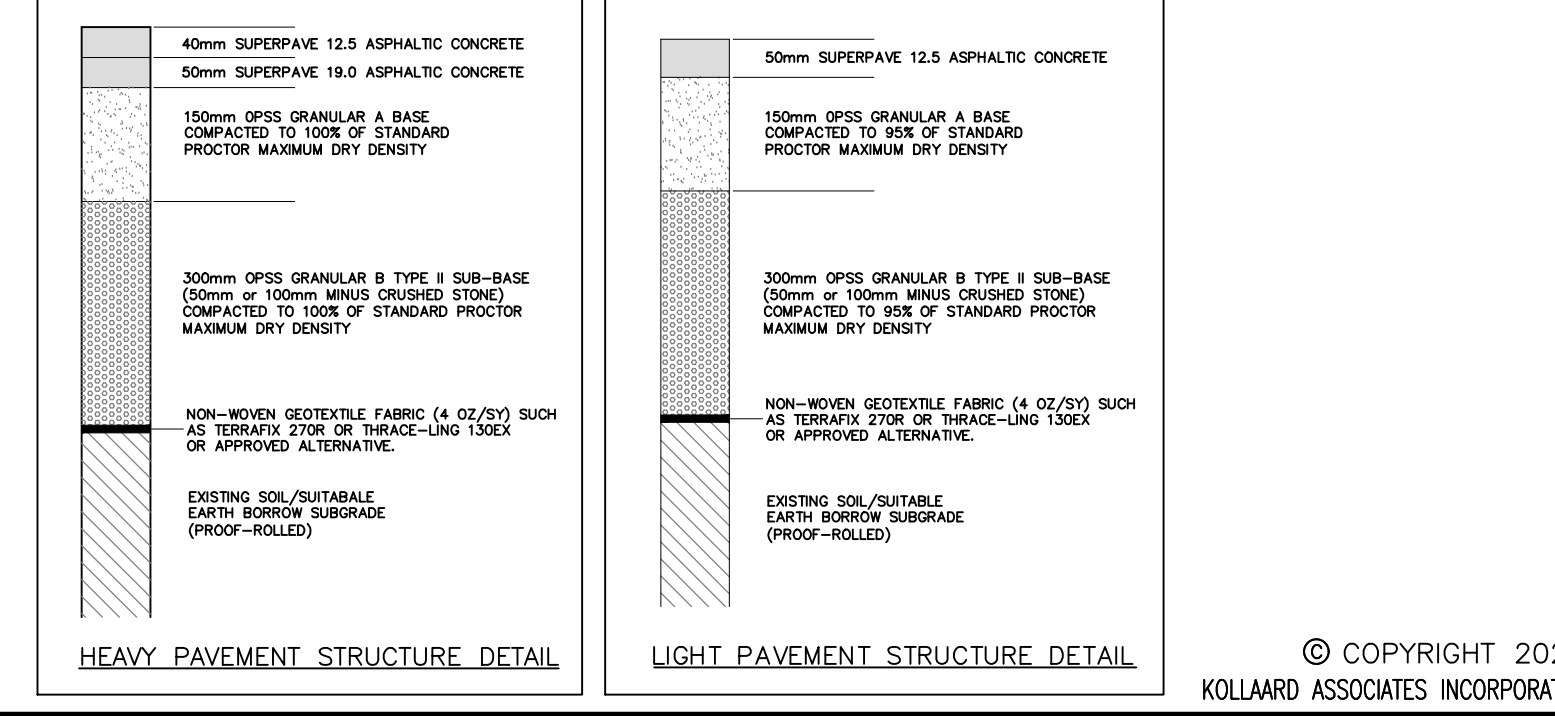 40mm SUPERPAVE 12.5 ASPHALTIC CONCRETE
50mm SUPERPAVE 19.0 ASPHALTIC CONCRETE
150mm OPSS GRANULAR A BASE
COMPACTED TO 100% OF STANDARD
PROCTOR MAXIMUM DRY DENSITY
300mm OPSS GRANULAR B TYPE II SUB-BASE
(50mm or 100mm MINUS CRUSHED STONE)
COMPACTED TO 100% OF STANDARD PROCTOR
MAXIMUM DRY DENSITY
NON-WOVEN GEOTEXTILE FABRIC (4 OZ/SY) SUCH
AS TERRAFIX 270R OR THRACE-LING 130EX
OR APPROVED ALTERNATIVE.
EXISTING SOIL/SUITABALE
EARTH BORROW SUBGRADE
(PROOF-ROLLED)
HEAVY PAVEMENT STRUCTURE DETAIL
50mm SUPERPAVE 12.5 ASPHALTIC CONCRETE
150mm OPSS GRANULAR A BASE
COMPACTED TO 95% OF STANDARD
PROCTOR MAXIMUM DRY DENSITY
300mm OPSS GRANULAR B TYPE II SUB-BASE
(50mm or 100mm MINUS CRUSHED STONE)
COMPACTED TO 95% OF STANDARD PROCTOR
MAXIMUM DRY DENSITY
NON-WOVEN GEOTEXTILE FABRIC (4 OZ/SY) SUCH
AS TERRAFIX 270R OR THRACE-LING 130EX
OR APPROVED ALTERNATIVE.
EXISTING SOIL/SUITABLE
EARTH BORROW SUBGRADE
(PROOF-ROLLED)
LIGHT PAVEMENT STRUCTURE DETAIL
© COPYRIGHT 202
KOLLAARD ASSOCIATES INCORPORAT